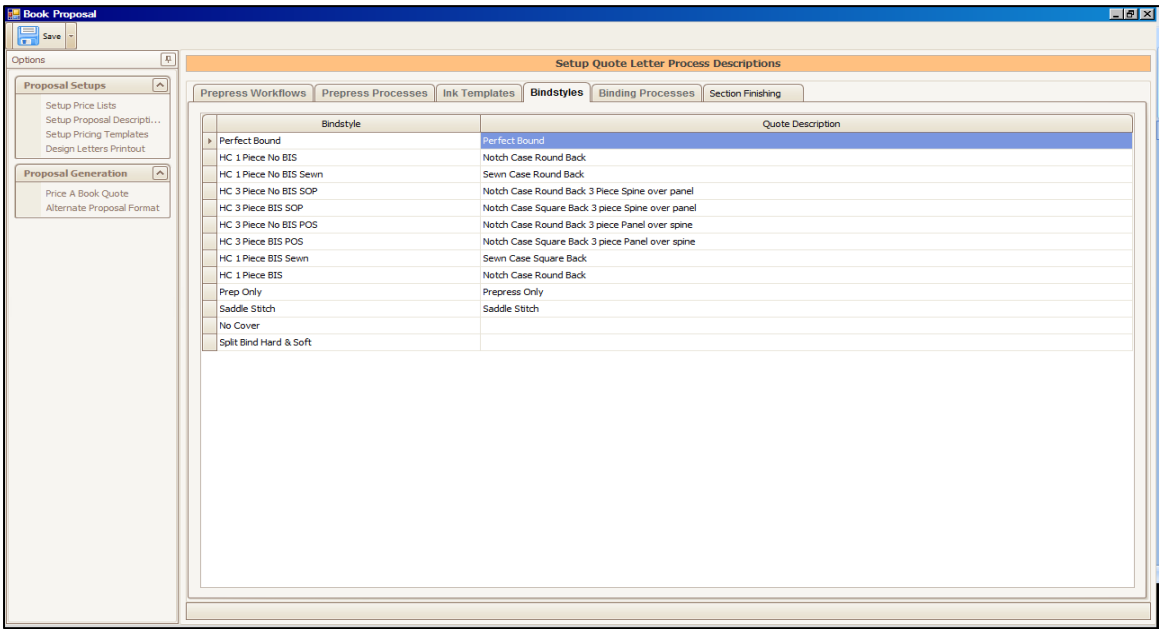 Book Proposal
Save
Options
Proposal Setups
Setup Price Lists
Setup Proposal Descripti...
Setup Pricing Templates
Design Letters Printout
Proposal Generation
Price A Book Quote
Alternate Proposal Format
Setup Quote Letter Process Descriptions
Prepress Workflows Prepress Processes Ink Templates Bindstyles Binding Processes Section Finishing
Bindstyle Quote Description
Perfect Bound Perfect Bound
HC 1 Piece No BIS Notch Case Round Back
HC 1 Piece No BIS Sewn Sewn Case Round Back
HC 3 Piece No BIS SOP Notch Case Round Back 3 Piece Spine over panel
HC 3 Piece BIS SOP Notch Case Square Back 3 piece Spine over panel
HC 3 Piece No BIS POS Notch Case Round Back 3 piece Panel over spine
HC 3 Piece BIS POS Notch Case Square Back 3 piece Panel over spine
HC 1 Piece BIS Sewn Sewn Case Square Back
HC 1 Piece BIS Notch Case Round Back
Prep Only Prepress Only
Saddle Stitch Saddle Stitch
No Cover
Split Bind Hard & Soft